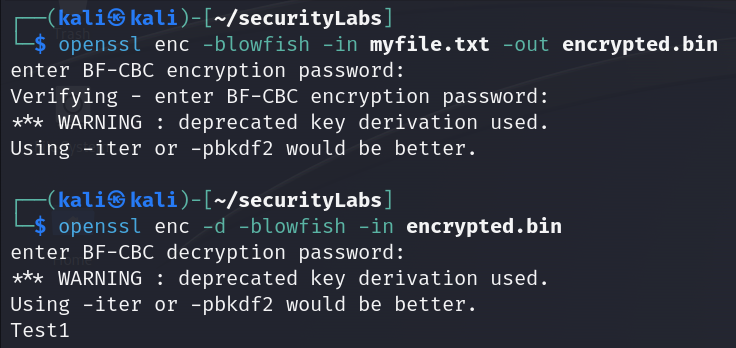 ┌──(kali㉿kali)-[~/securityLabs]
└─$ openssl enc -blowfish -in myfile.txt -out encrypted.bin
enter BF-CBC encryption password:
Verifying - enter BF-CBC encryption password:
*** WARNING : deprecated key derivation used.
Using -iter or -pbkdf2 would be better.
┌──(kali㉿kali)-[~/securityLabs]
└─$ openssl enc -d -blowfish -in encrypted.bin
enter BF-CBC decryption password:
*** WARNING : deprecated key derivation used.
Using -iter or -pbkdf2 would be better.
Test1